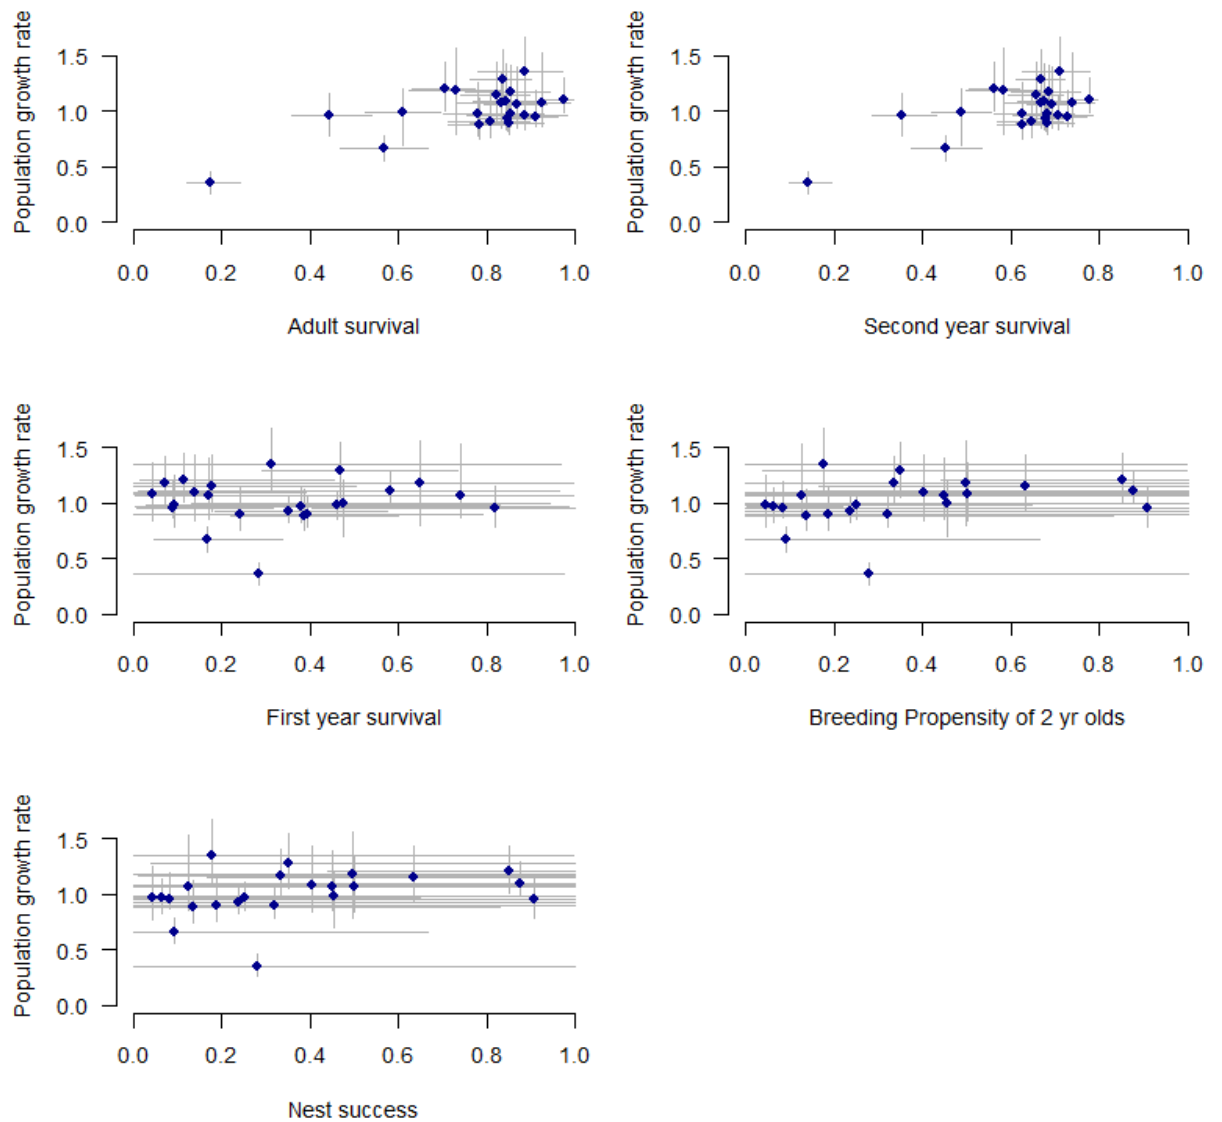 Population growth rate
1.5
1.0
0.5
0.0
0.0 0.2 0.4 0.6 0.8 1.0
Adult survival
Population growth rate
1.5
1.0
0.5
0.0
0.0 0.2 0.4 0.6 0.8 1.0
Second year survival
Population growth rate
1.5
1.0
0.5
0.0
0.0 0.2 0.4 0.6 0.8 1.0
First year survival
Population growth rate
1.5
1.0
0.5
0.0
0.0 0.2 0.4 0.6 0.8 1.0
Breeding Propensity of 2 yr olds
Population growth rate
1.5
1.0
0.5
0.0
0.0 0.2 0.4 0.6 0.8 1.0
Nest success